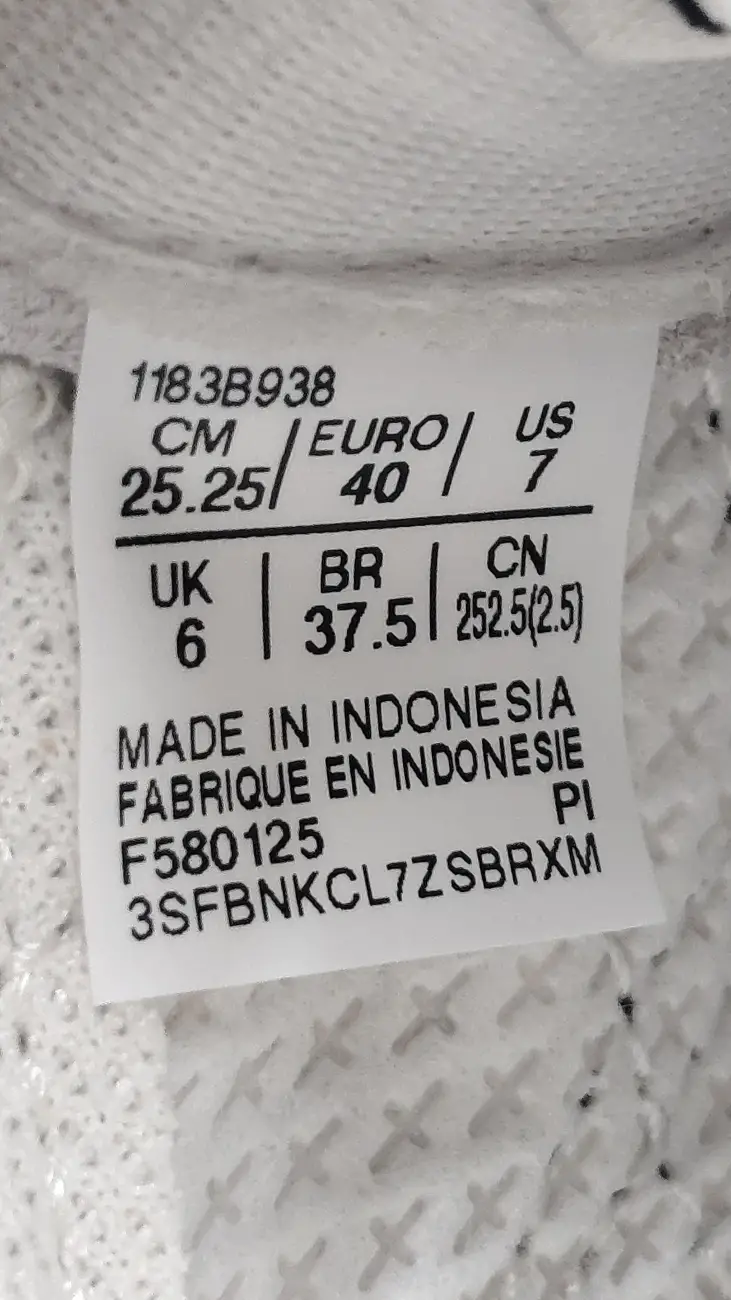 1183B938
CM / EURO / US
25.25 40 7
UK | BR | CN
6 37.5 252.5(2.5)
MADE IN INDONESIA
FABRIQUE EN INDONESIE
F580125 PI
3SFBNKCL7ZSBRXM